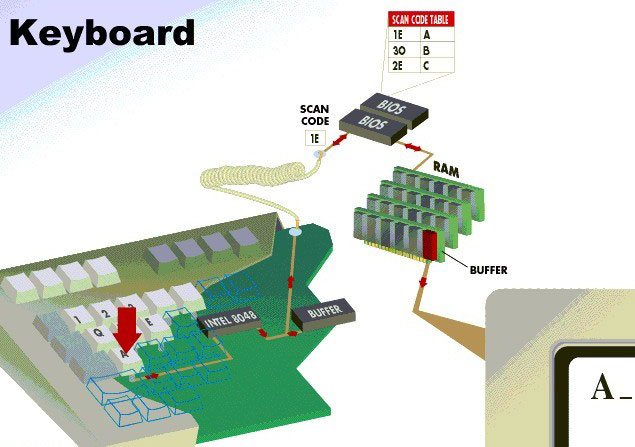 Keyboard
SCAN CODE TABLE
1E A
30 B
2E C
BIOS
BIOS
SCAN
CODE
1E
RAM
BUFFER
INTEL 8048
BUFFER
1 2
Q E
A
A_